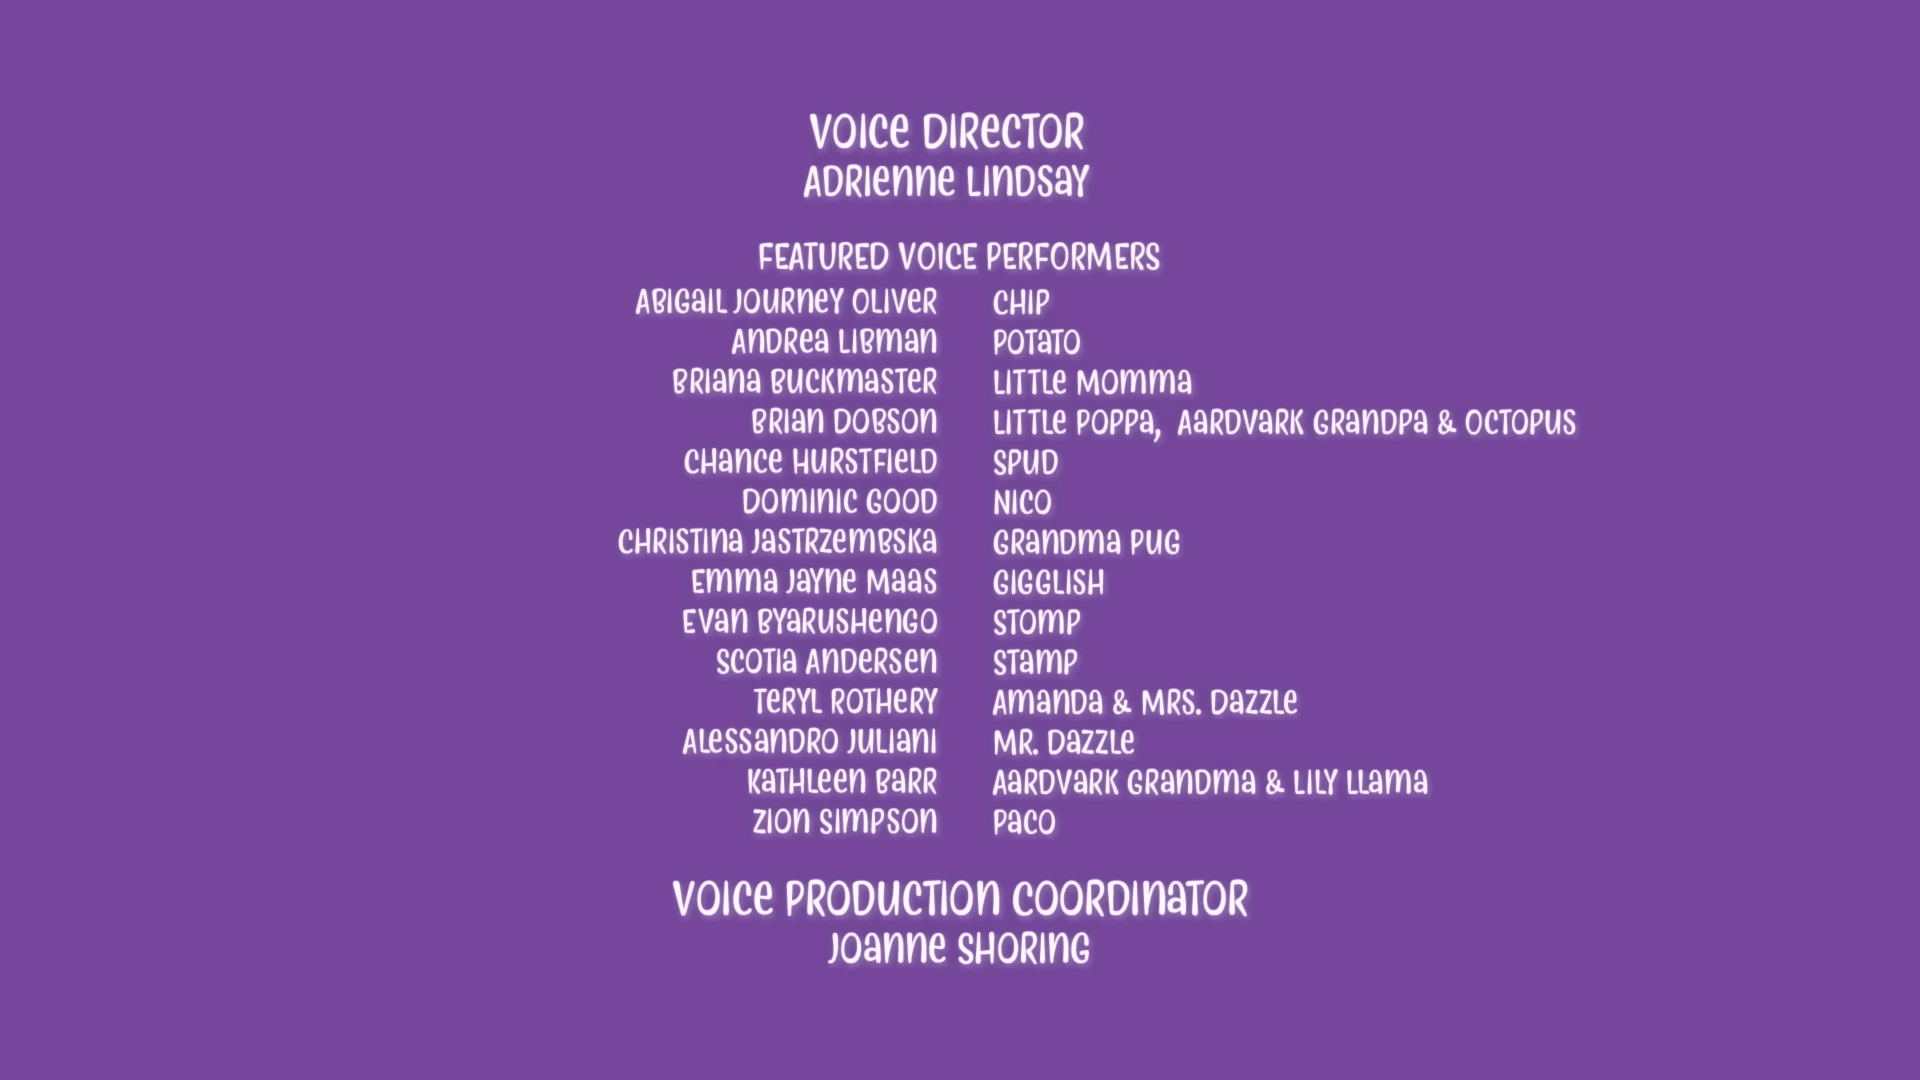 VOICE DIRECTOR
ADRIENNE LINDSAY
FEATURED VOICE PERFORMERS
ABIGAIL JOURNEY OLIVER CHIP
ANDREA LIBMAN POTATO
BRIANA BUCKMASTER LITTLE MOMMA
BRIAN DOBSON LITTLE POPPA, AARDVARK GRANDPA & OCTOPUS
CHANCE HURSTFIELD SPUD
DOMINIC GOOD NICO
CHRISTINA JASTRZEMBSKA GRANDMA PUG
EMMA JAYNE MAAS GIGGLISH
EVAN BYARUSHENGO STOMP
SCOTIA ANDERSEN STAMP
TERYL ROTHERY AMANDA & MRS. DAZZLE
ALESSANDRO JULIANI MR. DAZZLE
KATHLEEN BARR AARDVARK GRANDMA & LILY LLAMA
ZION SIMPSON PACO
VOICE PRODUCTION COORDINATOR
JOANNE SHORING